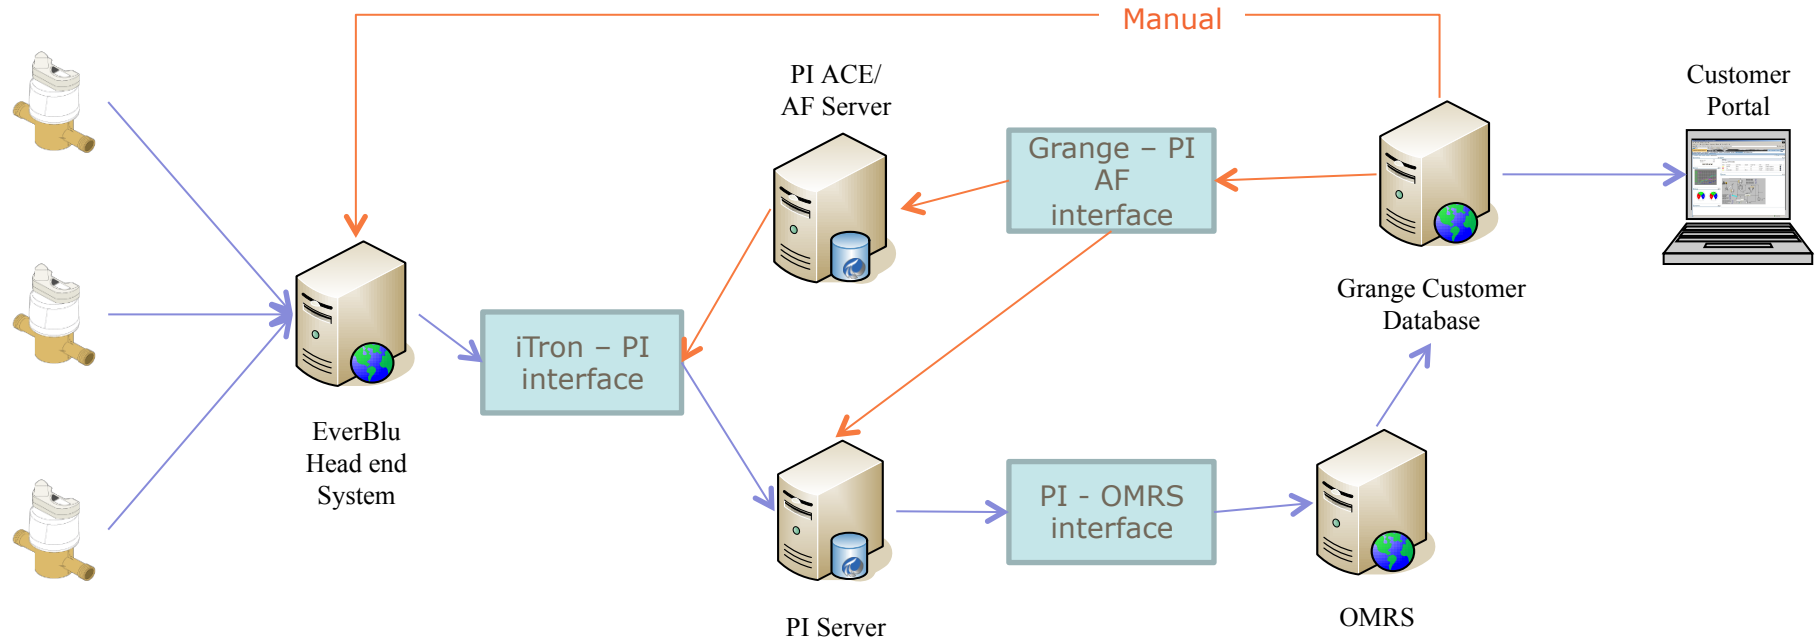 Manual
PI ACE/
AF Server
Customer
Portal
Grange – PI
AF
interface
Grange Customer
Database
iTron – PI
interface
EverBlu
Head end
System
PI - OMRS
interface
PI Server
OMRS